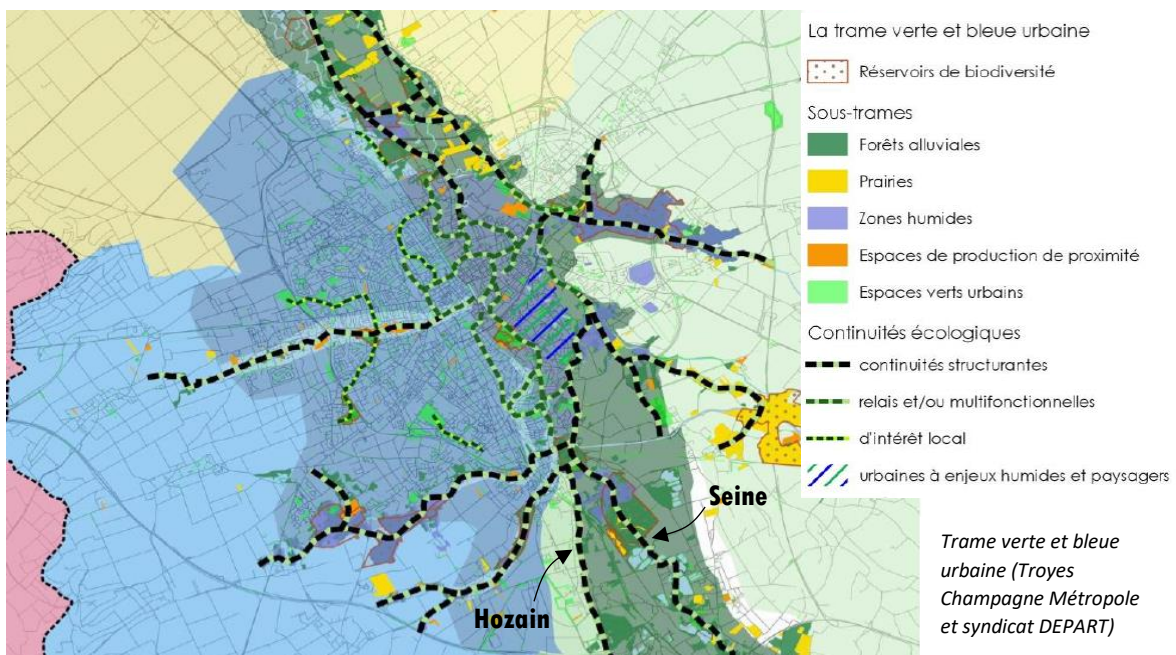 La trame verte et bleue urbaine
Réservoirs de biodiversité
Sous-trames
Forêts alluviales
Prairies
Zones humides
Espaces de production de proximité
Espaces verts urbains
Continuités écologiques
continuités structurantes
relais et/ou multifonctionnelles
d'intérêt local
urbaines à enjeux humides et paysagers
Seine
Hozain
Trame verte et bleue
urbaine (Troyes
Champagne Métropole
et syndicat DEPART)